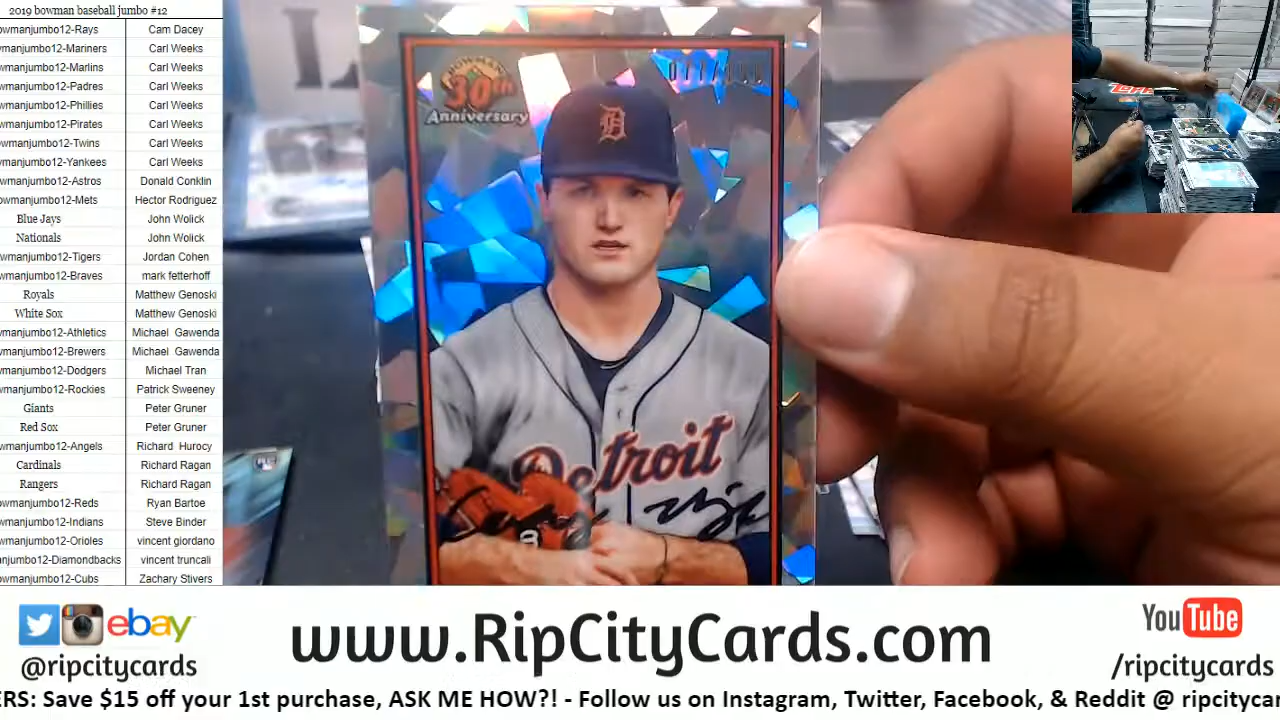 2019 bowman baseball jumbo #12
owmanjumbo12-Rays Cam Dacey
wmanjumbo12-Mariners Carl Weeks
wmanjumbo12-Marlins Carl Weeks
wmanjumbo12-Padres Carl Weeks
wmanjumbo12-Phillies Carl Weeks
wmanjumbo12-Pirates Carl Weeks
wmanjumbo12-Twins Carl Weeks
wmanjumbo12-Yankees Carl Weeks
wmanjumbo12-Astros Donald Conklin
owmanjumbo12-Mets Hector Rodriguez
Blue Jays John Wolick
Nationals John Wolick
wmanjumbo12-Tigers Jordan Cohen
wmanjumbo12-Braves mark fetterhoff
Royals Matthew Genoski
White Sox Matthew Genoski
wmanjumbo12-Athletics Michael Gawenda
wmanjumbo12-Brewers Michael Gawenda
wmanjumbo12-Dodgers Michael Tran
wmanjumbo12-Rockies Patrick Sweeney
Giants Peter Gruner
Red Sox Peter Gruner
wmanjumbo12-Angels Richard Hurocy
Cardinals Richard Ragan
Rangers Richard Ragan
owmanjumbo12-Reds Ryan Bartoe
wmanjumbo12-Indians Steve Binder
wmanjumbo12-Orioles vincent giordano
njumbo12-Diamondbacks vincent truncali
owmanjumbo12-Cubs Zachary Stivers
BOWMAN
30th
Anniversary
D
Detroit
Topps
ebay
@ripcitycards
www.RipCityCards.com
YouTube
/ripcitycards
ERS: Save $15 off your 1st purchase, ASK ME HOW?! - Follow us on Instagram, Twitter, Facebook, & Reddit @ ripcitycar